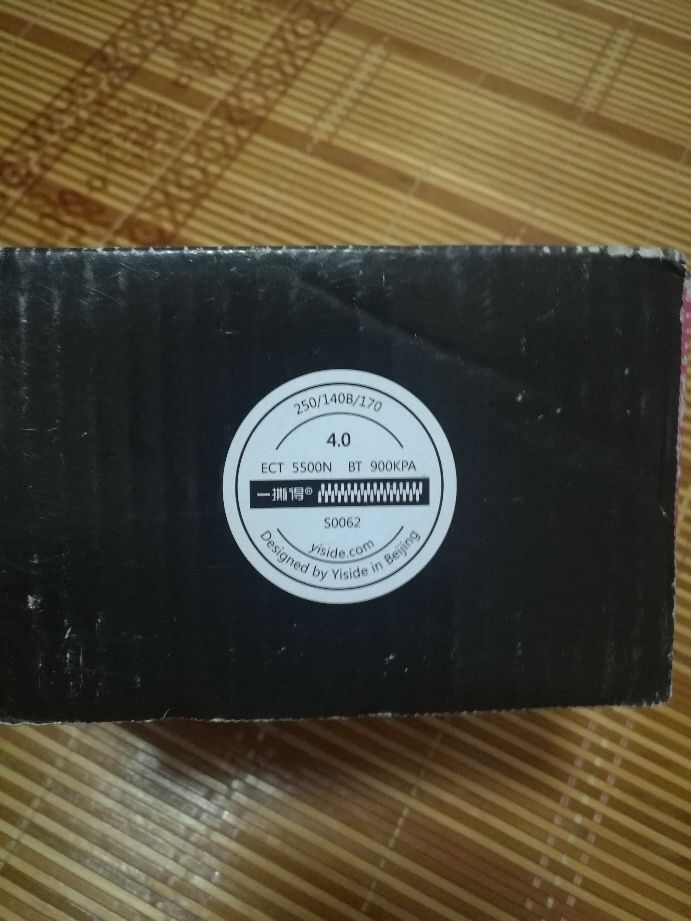 250/140B/170
4.0
ECT 5500N BT 900KPA
一撕得®
S0062
yiside.com
Designed by Yiside in Beijing